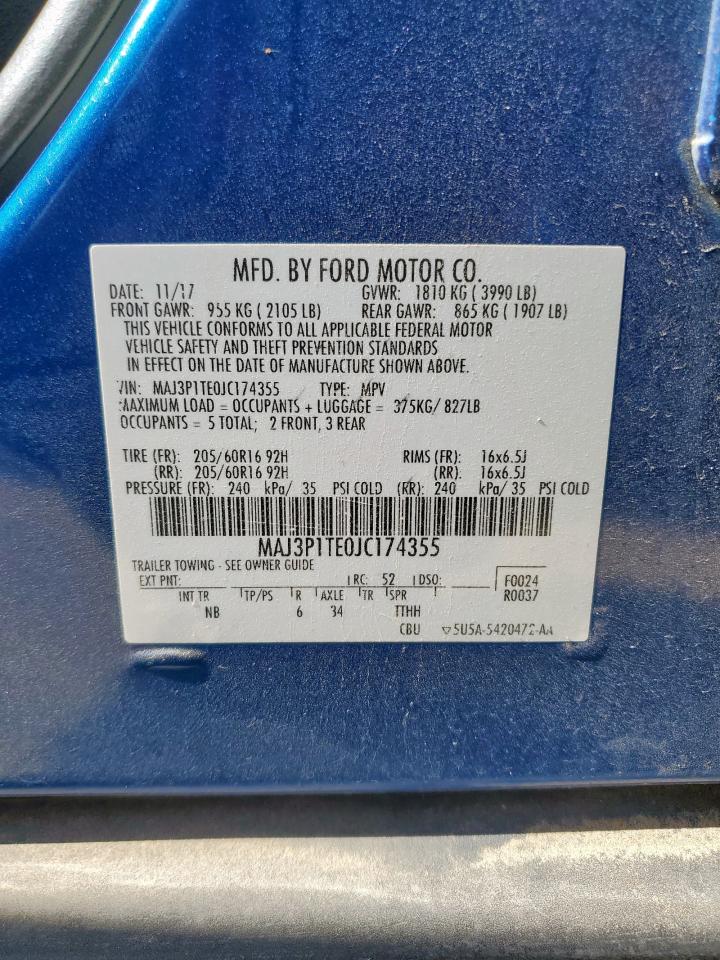 MFD. BY FORD MOTOR CO.
DATE: 11/17 GVWR: 1810 KG ( 3990 LB)
FRONT GAWR: 955 KG ( 2105 LB) REAR GAWR: 865 KG ( 1907 LB)
THIS VEHICLE CONFORMS TO ALL APPLICABLE FEDERAL MOTOR
VEHICLE SAFETY AND THEFT PREVENTION STANDARDS
IN EFFECT ON THE DATE OF MANUFACTURE SHOWN ABOVE.
VIN: MAJ3P1TE0JC174355 TYPE: MPV
MAXIMUM LOAD = OCCUPANTS + LUGGAGE = 375KG/ 827LB
OCCUPANTS = 5 TOTAL; 2 FRONT, 3 REAR
TIRE (FR): 205/60R16 92H RIMS (FR): 16x6.5J
(RR): 205/60R16 92H (RR): 16x6.5J
PRESSURE (FR): 240 kPa/ 35 PSI COLD (RR): 240 kPa/ 35 PSI COLD
MAJ3P1TE0JC174355
TRAILER TOWING - SEE OWNER GUIDE
EXT PNT: RC: 52 DSO: F0024
INT TR TP/PS R AXLE TR SPR R0037
NB 6 34 TTHH
CBU ▽5U5A-5420472-AA